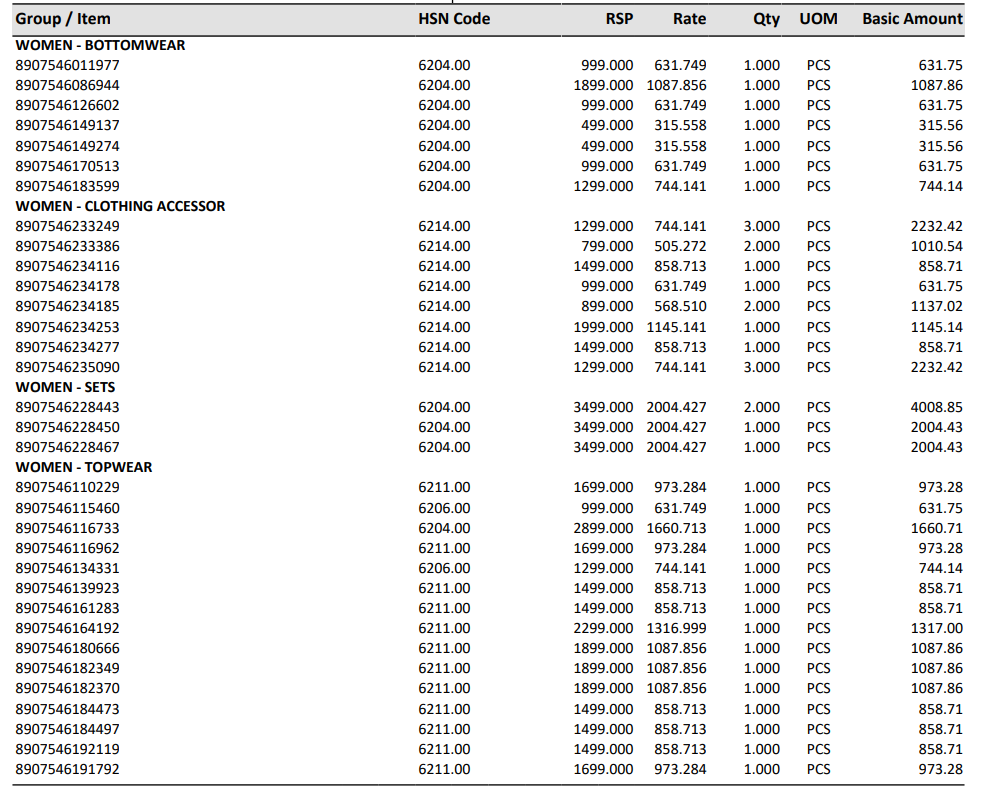 Group / Item HSN Code RSP Rate Qty UOM Basic Amount
WOMEN - BOTTOMWEAR
8907546011977 6204.00 999.000 631.749 1.000 PCS 631.75
8907546086944 6204.00 1899.000 1087.856 1.000 PCS 1087.86
8907546126602 6204.00 999.000 631.749 1.000 PCS 631.75
8907546149137 6204.00 499.000 315.558 1.000 PCS 315.56
8907546149274 6204.00 499.000 315.558 1.000 PCS 315.56
8907546170513 6204.00 999.000 631.749 1.000 PCS 631.75
8907546183599 6204.00 1299.000 744.141 1.000 PCS 744.14
WOMEN - CLOTHING ACCESSOR
8907546233249 6214.00 1299.000 744.141 3.000 PCS 2232.42
8907546233386 6214.00 799.000 505.272 2.000 PCS 1010.54
8907546234116 6214.00 1499.000 858.713 1.000 PCS 858.71
8907546234178 6214.00 999.000 631.749 1.000 PCS 631.75
8907546234185 6214.00 899.000 568.510 2.000 PCS 1137.02
8907546234253 6214.00 1999.000 1145.141 1.000 PCS 1145.14
8907546234277 6214.00 1499.000 858.713 1.000 PCS 858.71
8907546235090 6214.00 1299.000 744.141 3.000 PCS 2232.42
WOMEN - SETS
8907546228443 6204.00 3499.000 2004.427 2.000 PCS 4008.85
8907546228450 6204.00 3499.000 2004.427 1.000 PCS 2004.43
8907546228467 6204.00 3499.000 2004.427 1.000 PCS 2004.43
WOMEN - TOPWEAR
8907546110229 6211.00 1699.000 973.284 1.000 PCS 973.28
8907546115460 6206.00 999.000 631.749 1.000 PCS 631.75
8907546116733 6204.00 2899.000 1660.713 1.000 PCS 1660.71
8907546116962 6211.00 1699.000 973.284 1.000 PCS 973.28
8907546134331 6206.00 1299.000 744.141 1.000 PCS 744.14
8907546139923 6211.00 1499.000 858.713 1.000 PCS 858.71
8907546161283 6211.00 1499.000 858.713 1.000 PCS 858.71
8907546164192 6211.00 2299.000 1316.999 1.000 PCS 1317.00
8907546180666 6211.00 1899.000 1087.856 1.000 PCS 1087.86
8907546182349 6211.00 1899.000 1087.856 1.000 PCS 1087.86
8907546182370 6211.00 1899.000 1087.856 1.000 PCS 1087.86
8907546184473 6211.00 1499.000 858.713 1.000 PCS 858.71
8907546184497 6211.00 1499.000 858.713 1.000 PCS 858.71
8907546192119 6211.00 1499.000 858.713 1.000 PCS 858.71
8907546191792 6211.00 1699.000 973.284 1.000 PCS 973.28